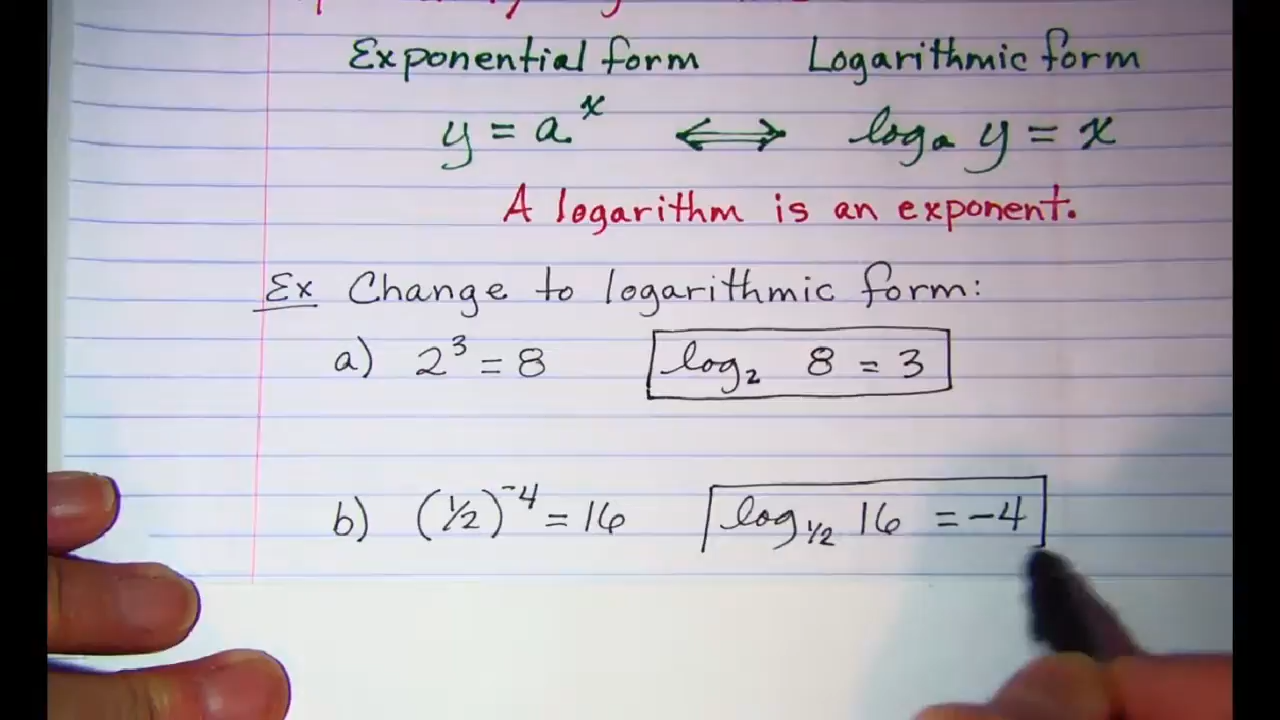 Exponential form Logarithmic form
y = a^x ⟺ log_a y = x
A logarithm is an exponent.
Ex Change to logarithmic form:
a) 2^3 = 8 log_2 8 = 3
b) (1/2)^-4 = 16 log_1/2 16 = -4